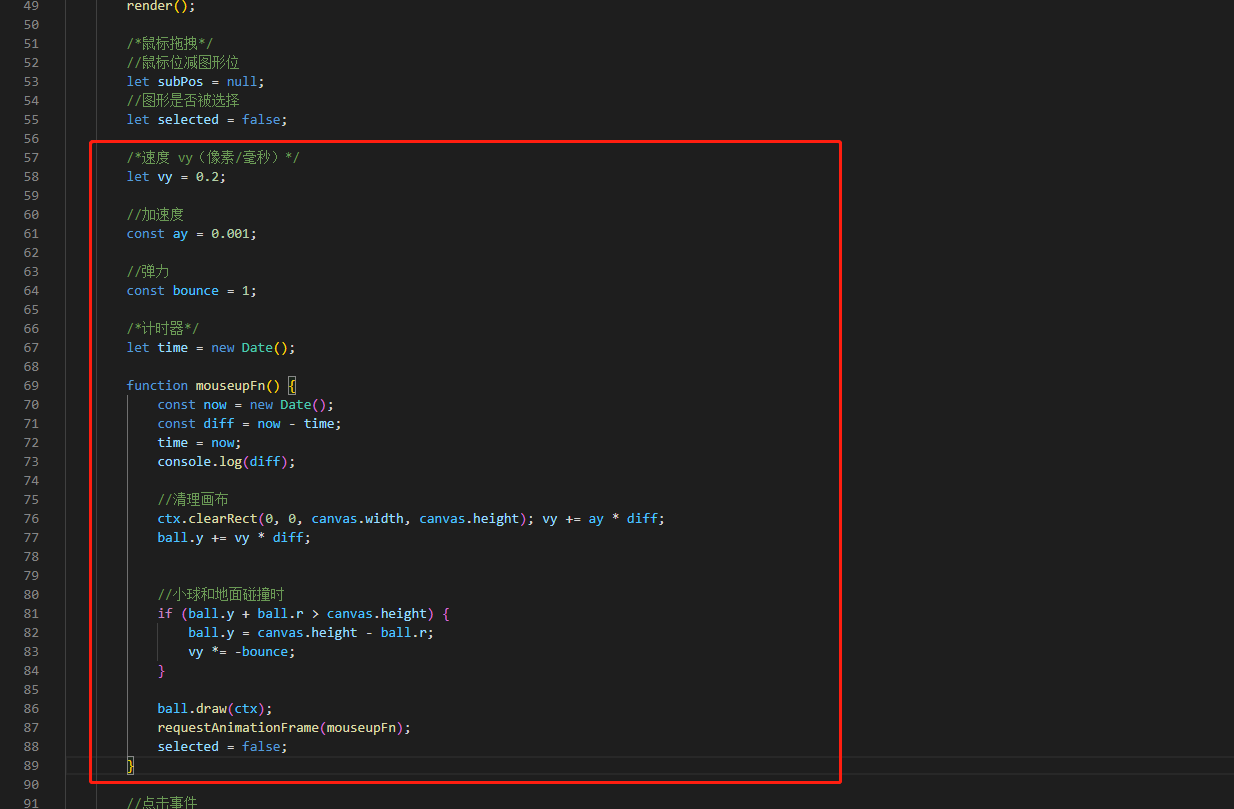 49 render();
50
51 /*鼠标拖拽*/
52 //鼠标位减图形位
53 let subPos = null;
54 //图形是否被选择
55 let selected = false;
56
57 /*速度 vy（像素/毫秒）*/
58 let vy = 0.2;
59
60 //加速度
61 const ay = 0.001;
62
63 //弹力
64 const bounce = 1;
65
66 /*计时器*/
67 let time = new Date();
68
69 function mouseupFn() {
70 const now = new Date();
71 const diff = now - time;
72 time = now;
73 console.log(diff);
74
75 //清理画布
76 ctx.clearRect(0, 0, canvas.width, canvas.height); vy += ay * diff;
77 ball.y += vy * diff;
78
79
80 //小球和地面碰撞时
81 if (ball.y + ball.r > canvas.height) {
82 ball.y = canvas.height - ball.r;
83 vy *= -bounce;
84 }
85
86 ball.draw(ctx);
87 requestAnimationFrame(mouseupFn);
88 selected = false;
89 }
90
91 //点击事件